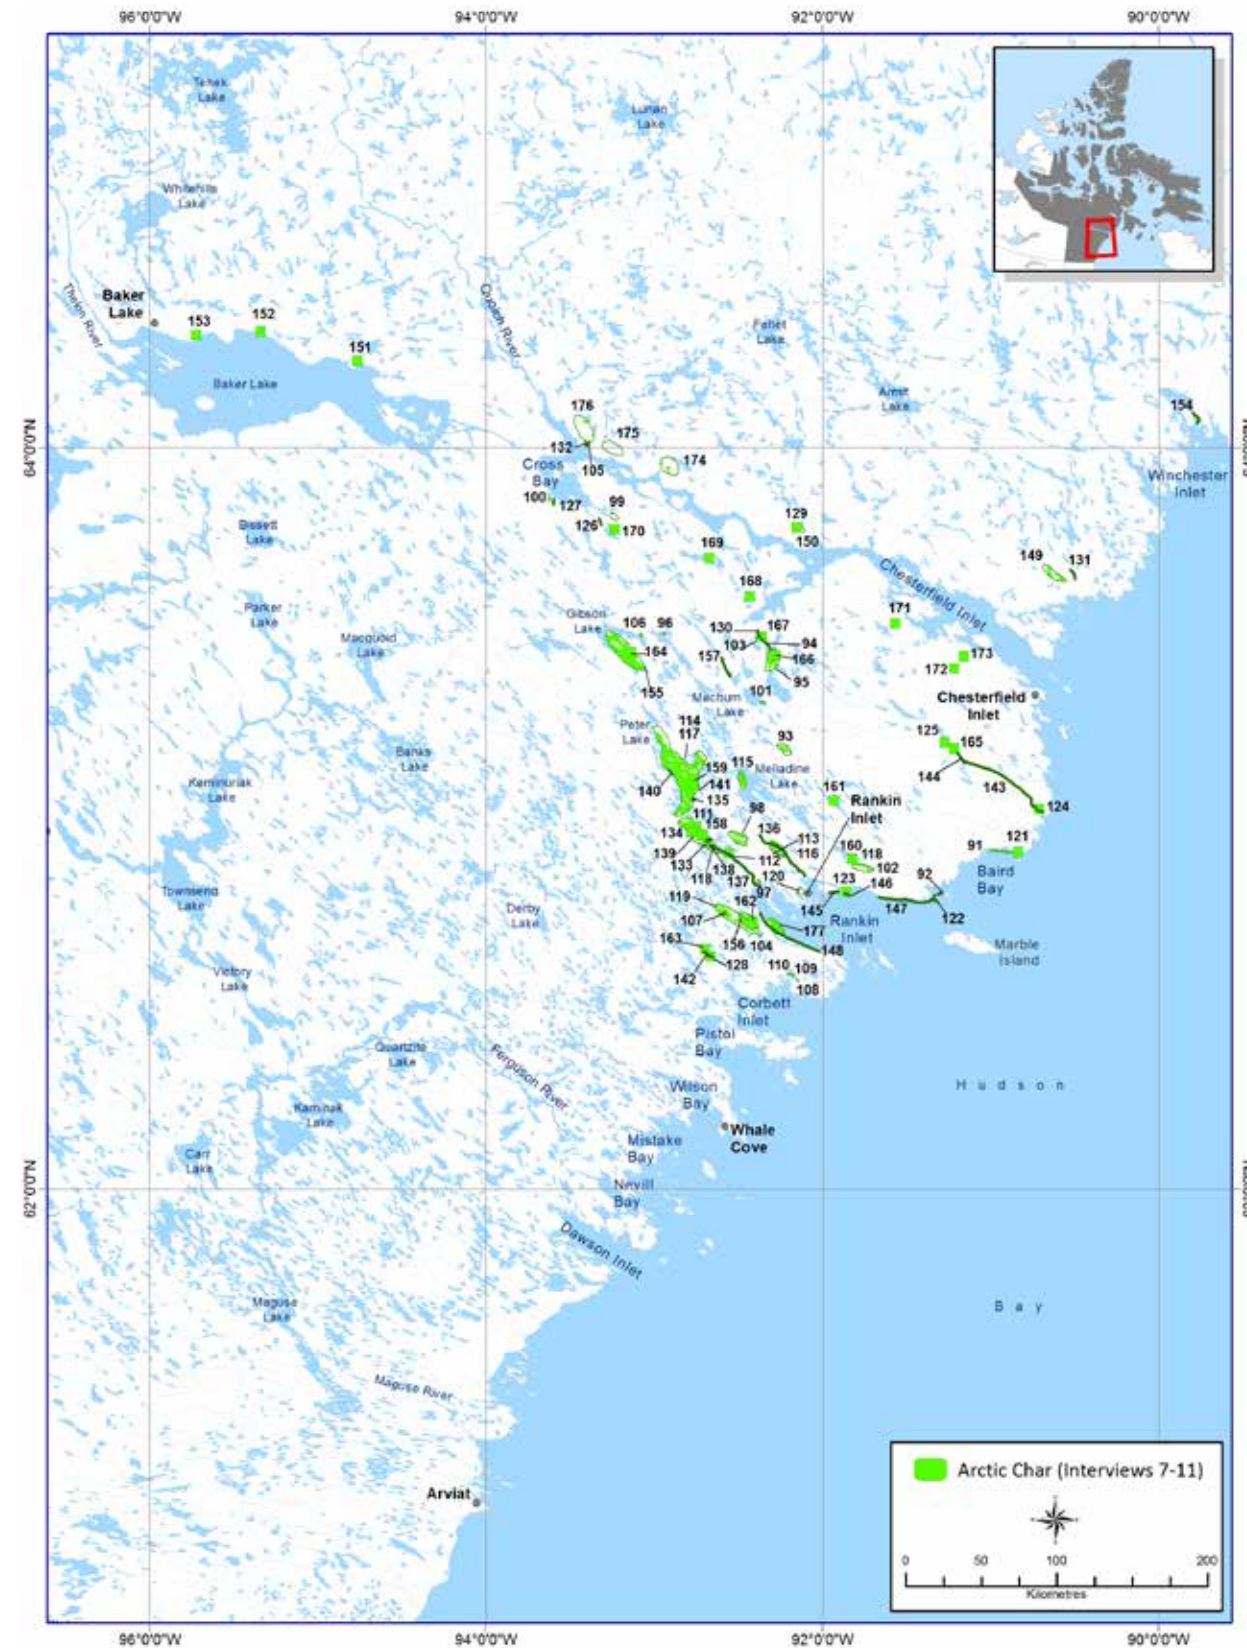 96°0'0"W 94°0'0"W 92°0'0"W 90°0'0"W
Tehek
Lake
Lunan
Lake
Whitehills
Lake
Thelon River
Baker
Lake
153
152
151
Baker Lake
Quoich River
Fehet
Lake
Armit
Lake
154
64°0'0"N
176
175
132
105
174
Cross
Bay
100
127
99
126
170
Winchester
Inlet
129
150
169
149
131
Chesterfield Inlet
168
171
Bissett
Lake
Parker
Lake
Macquoid
Lake
Gibson
Lake
106
96
164
155
130
167
103
94
166
157
95
101
173
172
Chesterfield
Inlet
Machum
Lake
Peter
Lake
114
117
93
125
165
144
143
Banks
Lake
115
159
141
140
135
Meliadine
Lake
161
Rankin
Inlet
124
Kaminuriak
Lake
111
158
98
136
113
134
139
133
118
138
112
116
160
118
102
91
121
Baird
Bay
137
120
97
123
146
92
Townsend
Lake
119
162
145
147
122
107
Derby
Lake
Rankin
Inlet
177
156
104
148
163
128
142
110
109
108
Marble
Island
Victory
Lake
Corbett
Inlet
Pistol
Bay
Quartzite
Lake
Ferguson River
Wilson
Bay
Hudson
Kaminak
Lake
Whale
Cove
Carr
Lake
Mistake
Bay
Nevill
Bay
62°0'0"N
Dawson Inlet
Maguse
Lake
Bay
Maguse River
Arviat
Arctic Char (Interviews 7-11)
0 50 100 200
Kilometres
96°0'0"W 94°0'0"W 92°0'0"W 90°0'0"W